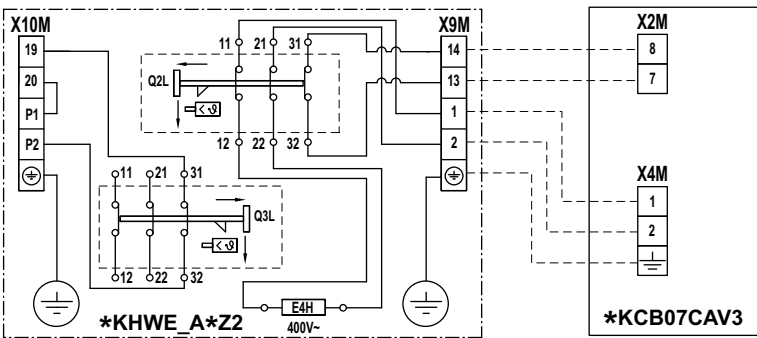 X10M
11 21 31
X9M
X2M
19
14
8
20
Q2L
13
7
< ϑ
P1
1
P2
2
12 22 32
11 21 31
X4M
1
Q3L
2
< ϑ
12 22 32
E4H
400V~
*KHWE_A*Z2
*KCB07CAV3